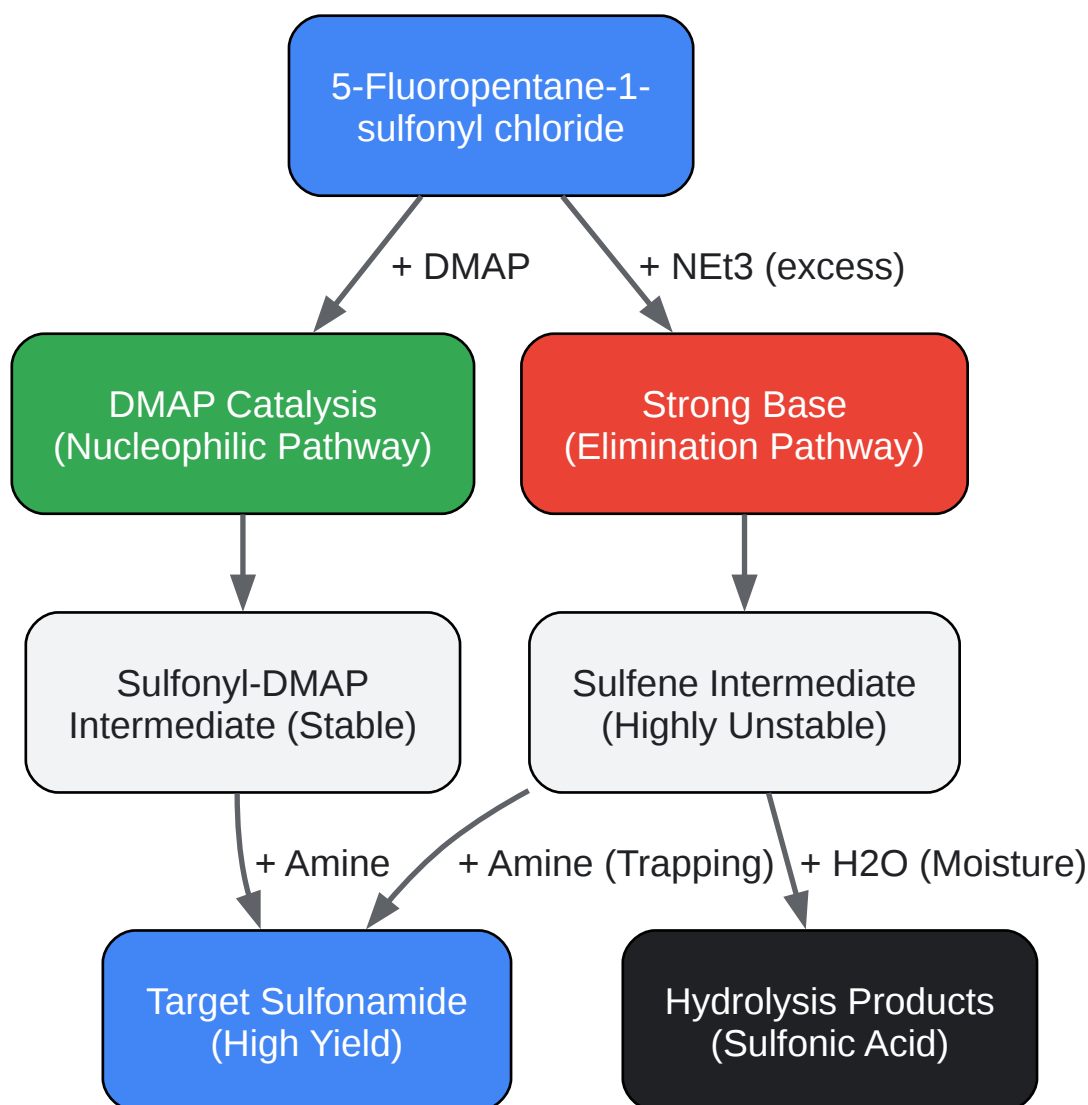 5-Fluoropentane-1-
sulfonyl chloride
+ DMAP
+ NEt3 (excess)
DMAP Catalysis
(Nucleophilic Pathway)
Strong Base
(Elimination Pathway)
Sulfonyl-DMAP
Intermediate (Stable)
Sulfene Intermediate
(Highly Unstable)
+ Amine
+ Amine (Trapping)
+ H2O (Moisture)
Target Sulfonamide
(High Yield)
Hydrolysis Products
(Sulfonic Acid)